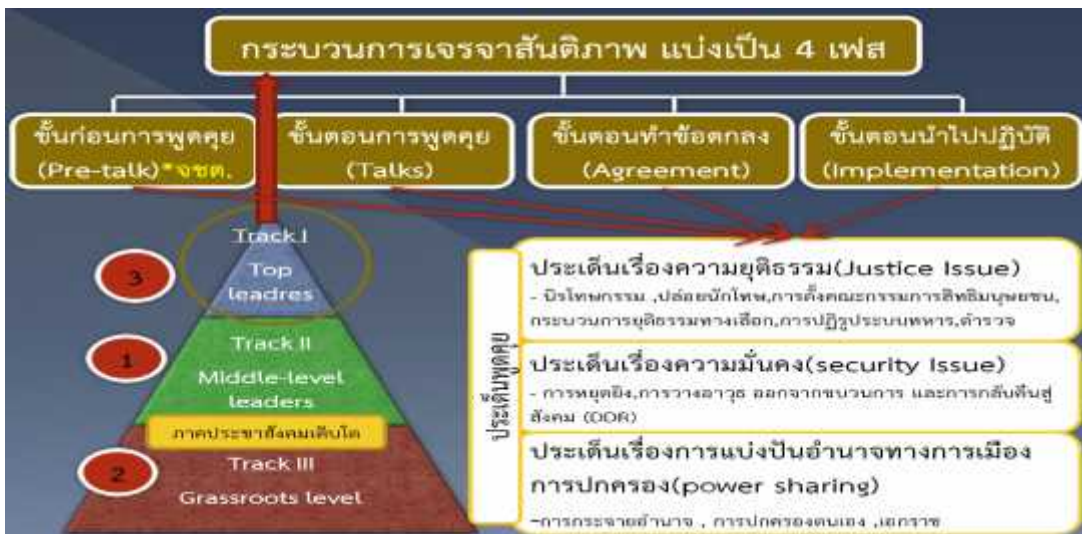 กระบวนการเจรจาสันติภาพ แบ่งเป็น 4 เฟส
ขั้นก่อนการพูดคุย
(Pre-talk)*จชต.
ขั้นตอนการพูดคุย
(Talks)
ขั้นตอนทำข้อตกลง
(Agreement)
ขั้นตอนนำไปปฏิบัติ
(Implementation)
3
Track I
Top
leadres
1
Track II
Middle-level
leaders
ภาคประชาสังคมเติบโต
2
Track III
Grassroots level
ประเด็นพูดคุย
ประเด็นเรื่องความยุติธรรม(Justice Issue)
- นิรโทษกรรม ,ปล่อยนักโทษ,การตั้งคณะกรรมการสิทธิมนุษยชน,
กระบวนการยุติธรรมทางเลือก,การปฏิรูประบบทหาร,ตำรวจ
ประเด็นเรื่องความมั่นคง(security Issue)
- การหยุดยิง,การวางอาวุธ ออกจากขบวนการ และการกลับคืนสู่
สังคม (DDR)
ประเด็นเรื่องการแบ่งปันอำนาจทางการเมือง
การปกครอง(power sharing)
-การกระจายอำนาจ , การปกครองตนเอง ,เอกราช